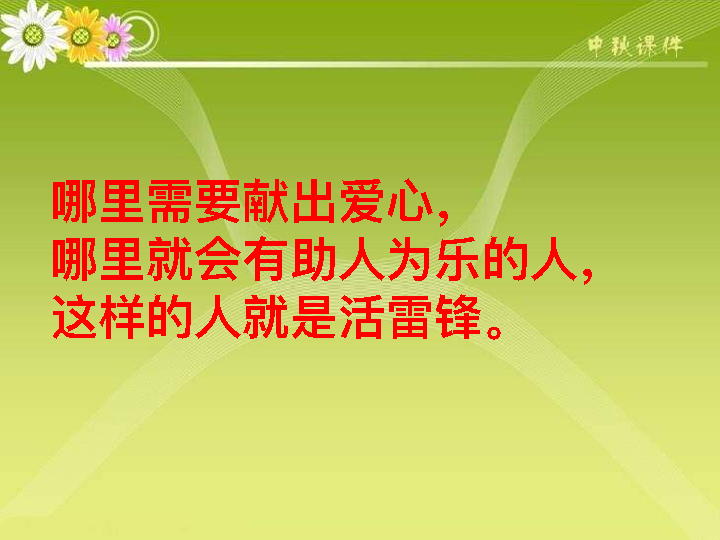 中秋课件
哪里需要献出爱心，
哪里就会有助人为乐的人，
这样的人就是活雷锋。